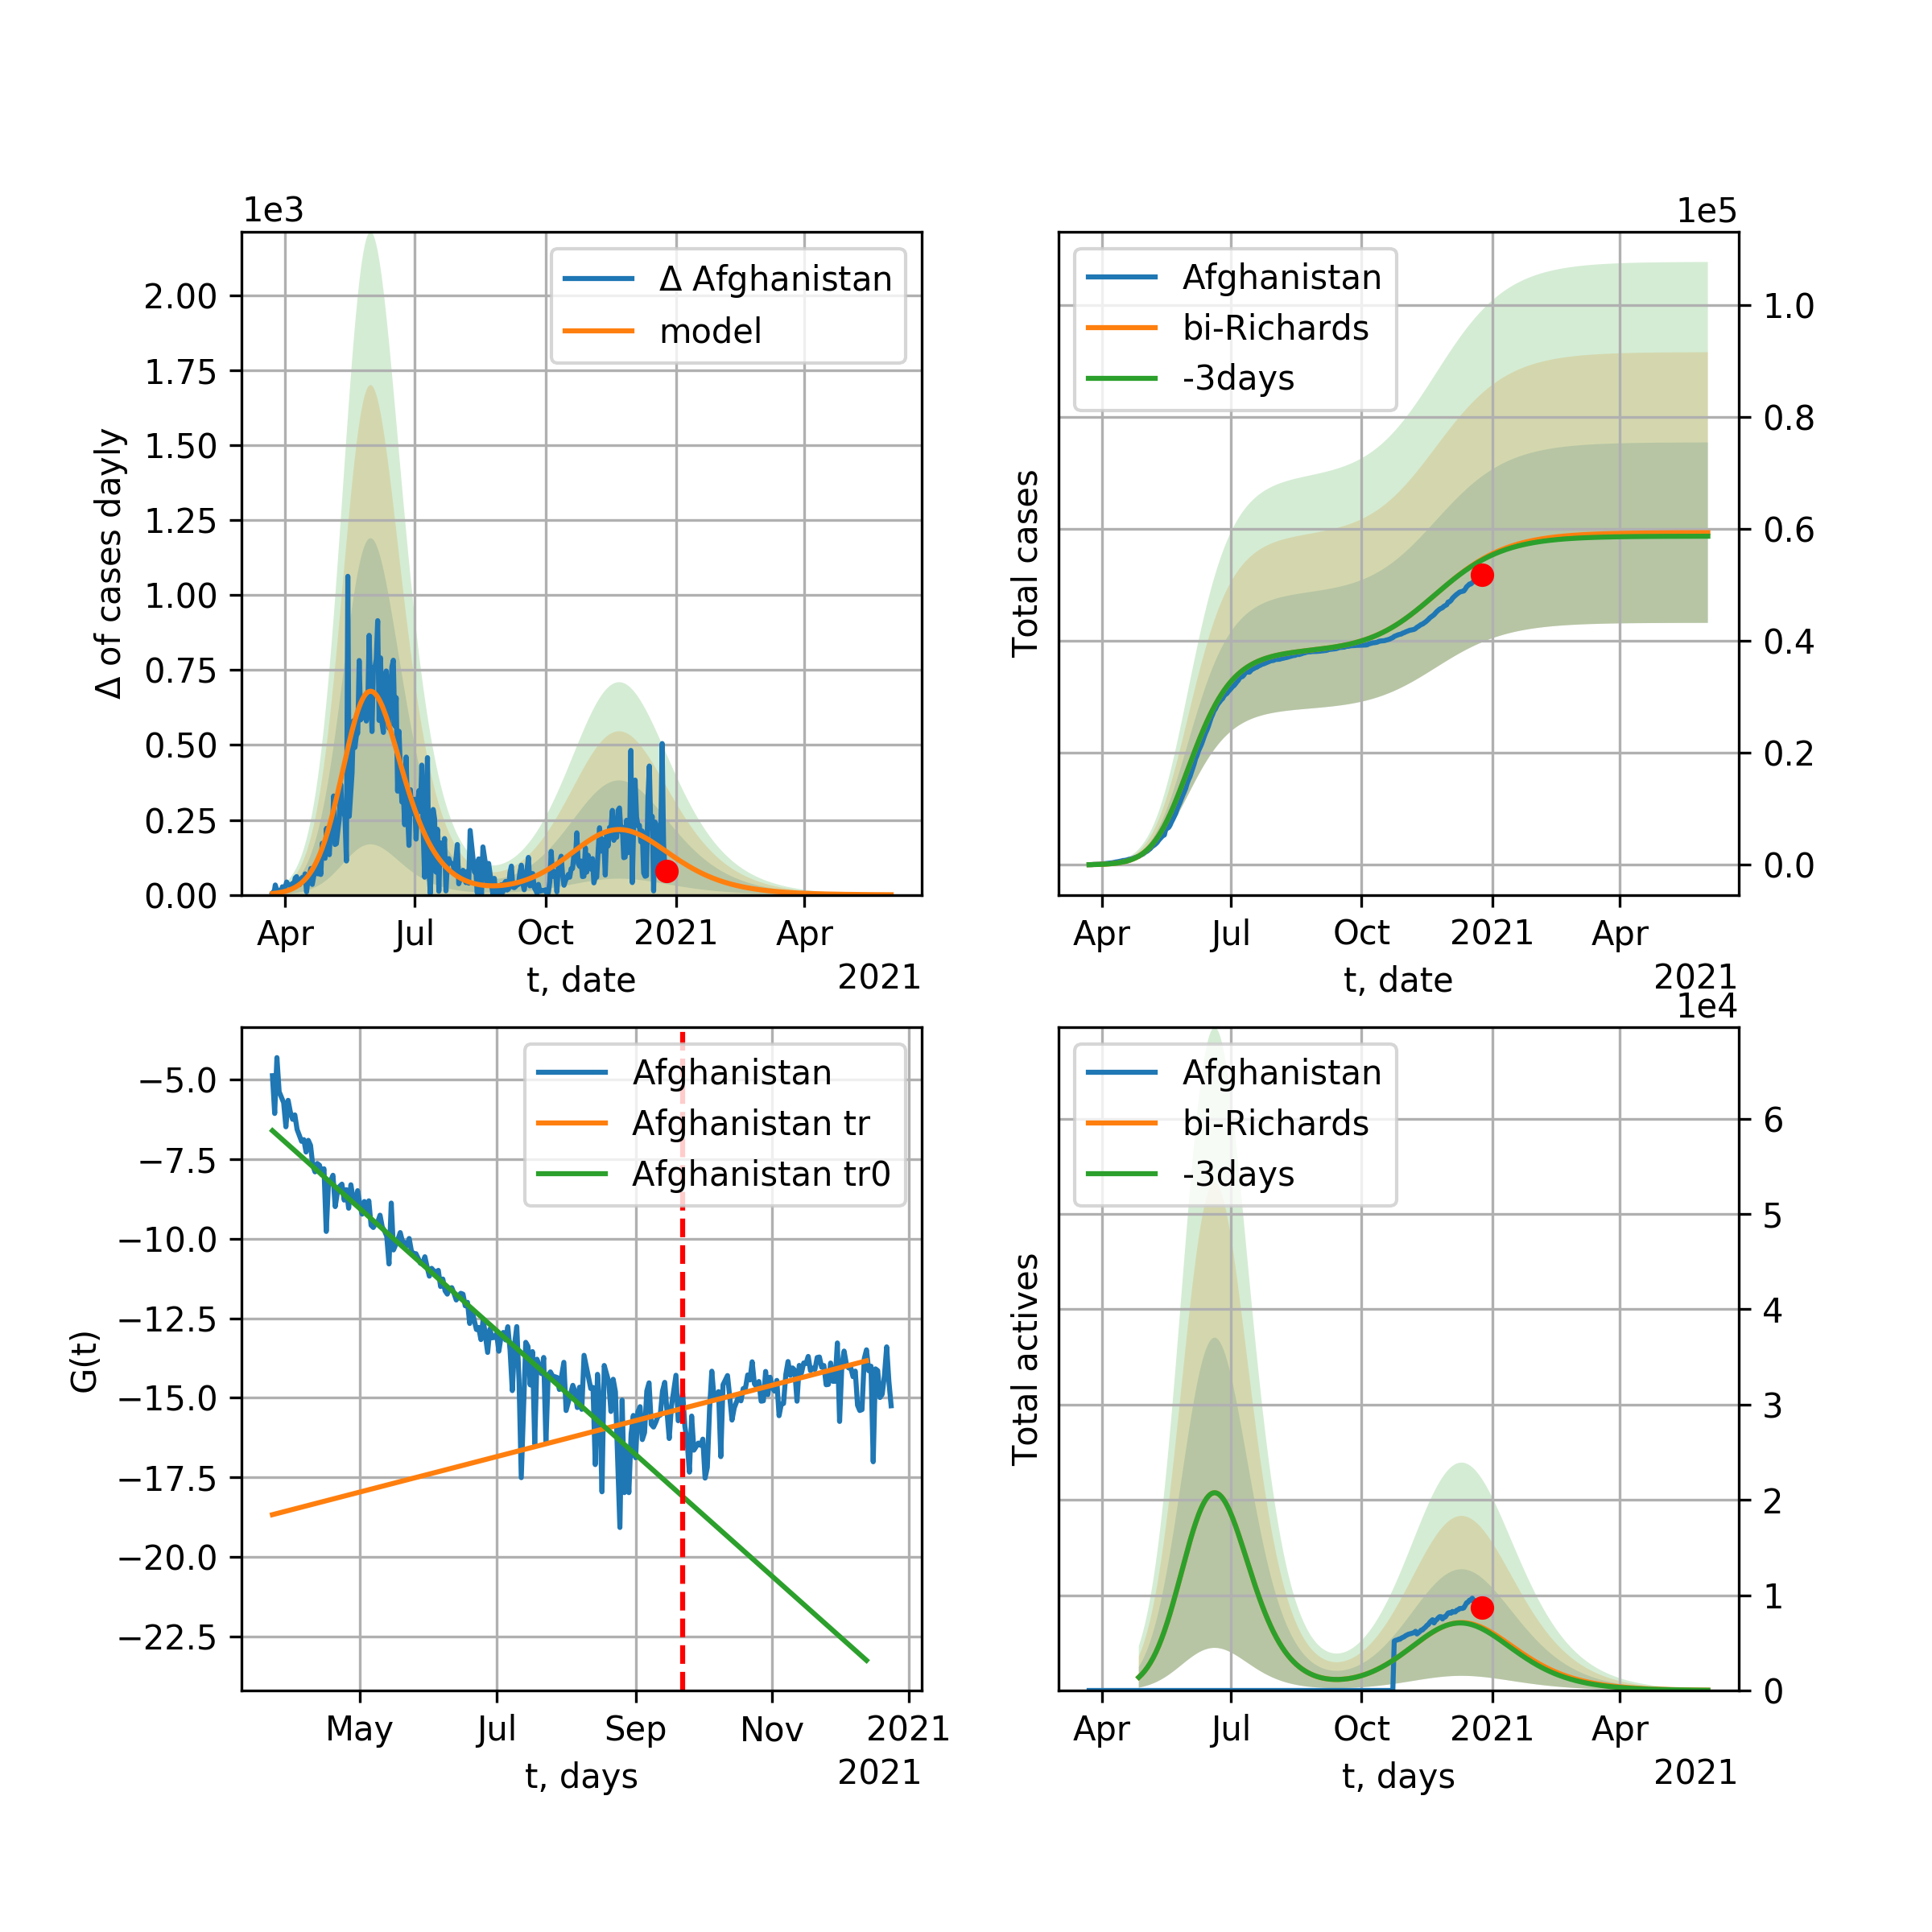 1e3
Δ of cases dayly
2.00
1.75
1.50
1.25
1.00
0.75
0.50
0.25
0.00
Δ Afghanistan
model
Apr Jul Oct 2021 Apr
t, date
2021
1e5
Total cases
Afghanistan
bi-Richards
-3days
1.0
0.8
0.6
0.4
0.2
0.0
Apr Jul Oct 2021 Apr
t, date
2021
G(t)
−5.0
−7.5
−10.0
−12.5
−15.0
−17.5
−20.0
−22.5
Afghanistan
Afghanistan tr
Afghanistan tr0
May Jul Sep Nov 2021
t, days
2021
1e4
Total actives
Afghanistan
bi-Richards
-3days
6
5
4
3
2
1
0
Apr Jul Oct 2021 Apr
t, days
2021